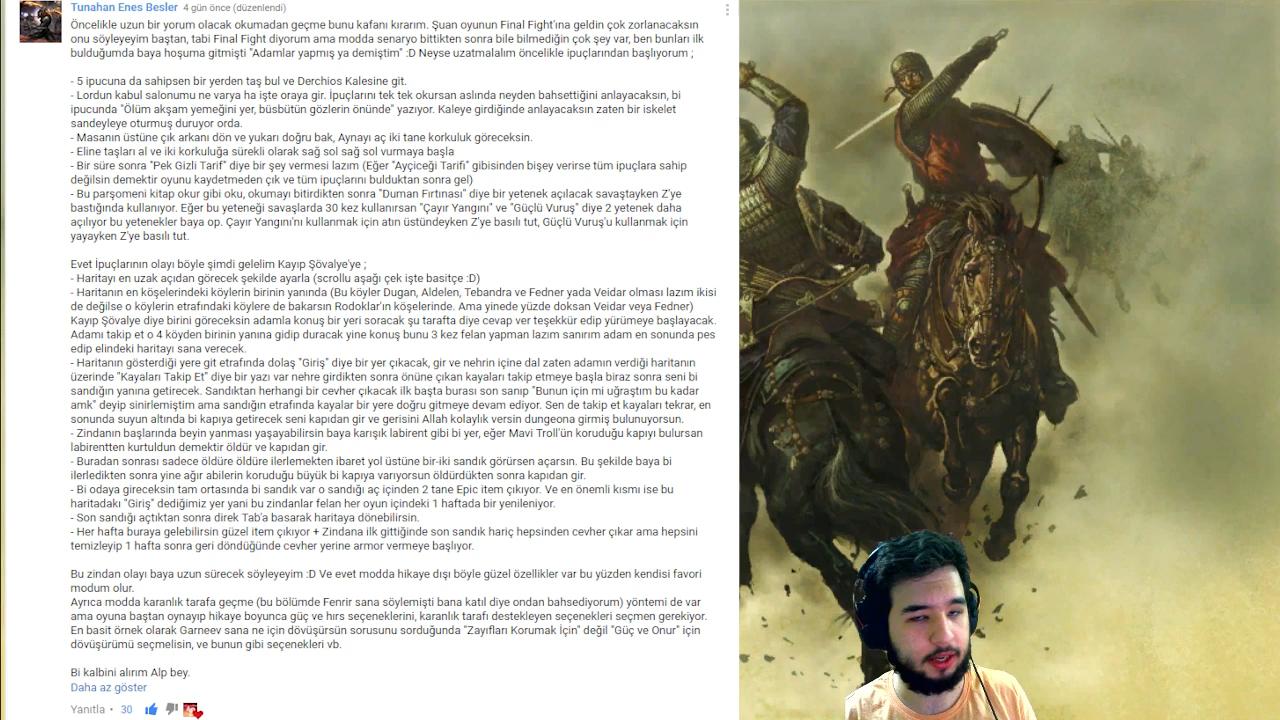 Tunahan Enes Besler 4 gün önce (düzenlendi)
Öncelikle uzun bir yorum olacak okumadan geçme bunu kafanı kırarım. Şuan oyunun Final Fight'ına geldin çok zorlanacaksın
onu söyleyeyim baştan, tabi Final Fight diyorum ama modda senaryo bittikten sonra bile bilmediğin çok şey var, ben bunları ilk
bulduğumda baya hoşuma gitmişti "Adamlar yapmış ya demiştim" :D Neyse uzatmalalım öncelikle ipuçlarından başlıyorum ;
- 5 ipucuna da sahipsen bir yerden taş bul ve Derchios Kalesine git.
- Lordun kabul salonumu ne varya ha işte oraya gir. İpuçlarını tek tek okursan aslında neyden bahsettiğini anlayacaksın, bi
ipucunda "Ölüm akşam yemeğini yer, büsbütün gözlerin önünde" yazıyor. Kaleye girdiğinde anlayacaksın zaten bir iskelet
sandeyleye oturmuş duruyor orda.
- Masanın üstüne çık arkanı dön ve yukarı doğru bak, Aynayı aç iki tane korkuluk göreceksin.
- Eline taşları al ve iki korkuluğa sürekli olarak sağ sol sağ sol vurmaya başla
- Bir süre sonra "Pek Gizli Tarif" diye bir şey vermesi lazım (Eğer "Ayçiceği Tarifi" gibisinden bişey verirse tüm ipuçlara sahip
değilsin demektir oyunu kaydetmeden çık ve tüm ipuçlarını bulduktan sonra gel)
- Bu parşomeni kitap okur gibi oku, okumayı bitirdikten sonra "Duman Fırtınası" diye bir yetenek açılacak savaştayken Z'ye
bastığında kullanıyor. Eğer bu yeteneği savaşlarda 30 kez kullanırsan "Çayır Yangını" ve "Güçlü Vuruş" diye 2 yetenek daha
açılıyor bu yetenekler baya op. Çayır Yangını'nı kullanmak için atın üstündeyken Z'ye basılı tut, Güçlü Vuruş'u kullanmak için
yayayken Z'ye basılı tut.
Evet İpuçlarının olayı böyle şimdi gelelim Kayıp Şövalye'ye ;
- Haritayı en uzak açıdan görecek şekilde ayarla (scrollu aşağı çek işte basitçe :D)
- Haritanın en köşelerindeki köylerin birinin yanında (Bu köyler Dugan, Aldelen, Tebandra ve Fedner yada Veidar olması lazım ikisi
de değilse o köylerin etrafındaki köylere de bakarsın Rodoklar'ın köşelerinde. Ama yinede yüzde doksan Veidar veya Fedner)
Kayıp Şövalye diye birini göreceksin adamla konuş bir yeri soracak şu tarafta diye cevap ver teşekkür edip yürümeye başlayacak.
Adamı takip et o 4 köyden birinin yanına gidip duracak yine konuş bunu 3 kez felan yapman lazım sanırım adam en sonunda pes
edip elindeki haritayı sana verecek.
- Haritanın gösterdiği yere git etrafında dolaş "Giriş" diye bir yer çıkacak, gir ve nehrin içine dal zaten adamın verdiği haritanın
üzerinde "Kayaları Takip Et" diye bir yazı var nehre girdikten sonra önüne çıkan kayaları takip etmeye başla biraz sonra seni bi
sandığın yanına getirecek. Sandıktan herhangi bir cevher çıkacak ilk başta burası son sanıp "Bunun için mi uğraştım bu kadar
amk" deyip sinirlemiştim ama sandığın etrafında kayalar bir yere doğru gitmeye devam ediyor. Sen de takip et kayaları tekrar, en
sonunda suyun altında bi kapıya getirecek seni kapıdan gir ve gerisini Allah kolaylık versin dungeona girmiş bulunuyorsun.
- Zindanın başlarında beyin yanması yaşayabilirsin baya karışık labirent gibi bi yer, eğer Mavi Troll'ün koruduğu kapıyı bulursan
labirentten kurtuldun demektir öldür ve kapıdan gir.
- Buradan sonrası sadece öldüre öldüre ilerlemekten ibaret yol üstüne bir-iki sandık görürsen açarsın. Bu şekilde baya bi
ilerledikten sonra yine ağır abilerin koruduğu büyük bi kapıya varıyorsun öldürdükten sonra kapıdan gir.
- Bi odaya gireceksin tam ortasında bi sandık var o sandığı aç içinden 2 tane Epic item çıkıyor. Ve en önemli kısmı ise bu
haritadakı "Giriş" dediğimiz yer yani bu zindanlar felan her oyun içindeki 1 haftada bir yenileniyor.
- Son sandığı açtıktan sonra direk Tab'a basarak haritaya dönebilirsin.
- Her hafta buraya gelebilirsin güzel item çıkıyor + Zindana ilk gittiğinde son sandık hariç hepsinden cevher çıkar ama hepsini
temizleyip 1 hafta sonra geri döndüğünde cevher yerine armor vermeye başlıyor.
Bu zindan olayı baya uzun sürecek söyleyeyim :D Ve evet modda hikaye dışı böyle güzel özellikler var bu yüzden kendisi favori
modum olur.
Ayrıca modda karanlık tarafa geçme (bu bölümde Fenrir sana söylemişti bana katıl diye ondan bahsediyorum) yöntemi de var
ama oyuna baştan oynayıp hikaye boyunca güç ve hırs seçeneklerini, karanlık tarafı destekleyen seçenekleri seçmen gerekiyor.
En basit örnek olarak Garneev sana ne için dövüşürsün sorusunu sorduğunda "Zayıfları Korumak İçin" değil "Güç ve Onur" için
dövüşürümü seçmelisin, ve bunun gibi seçenekleri vb.
Bi kalbini alırım Alp bey.
Daha az göster
Yanıtla • 30